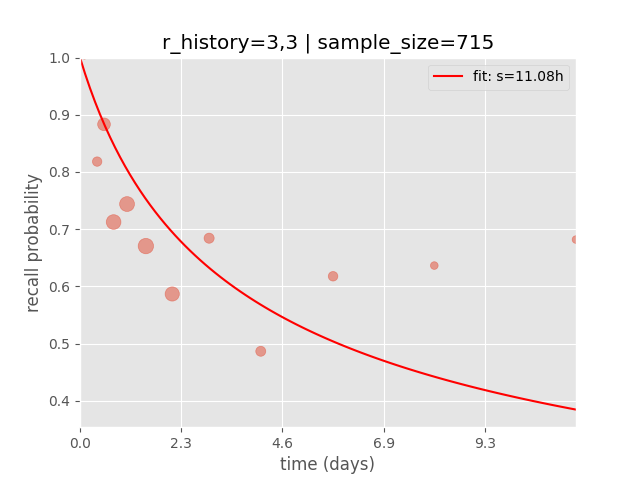 r_history=3,3 | sample_size=715
fit: s=11.08h
recall probability
1.0
0.9
0.8
0.7
0.6
0.5
0.4
0.0 2.3 4.6 6.9 9.3
time (days)